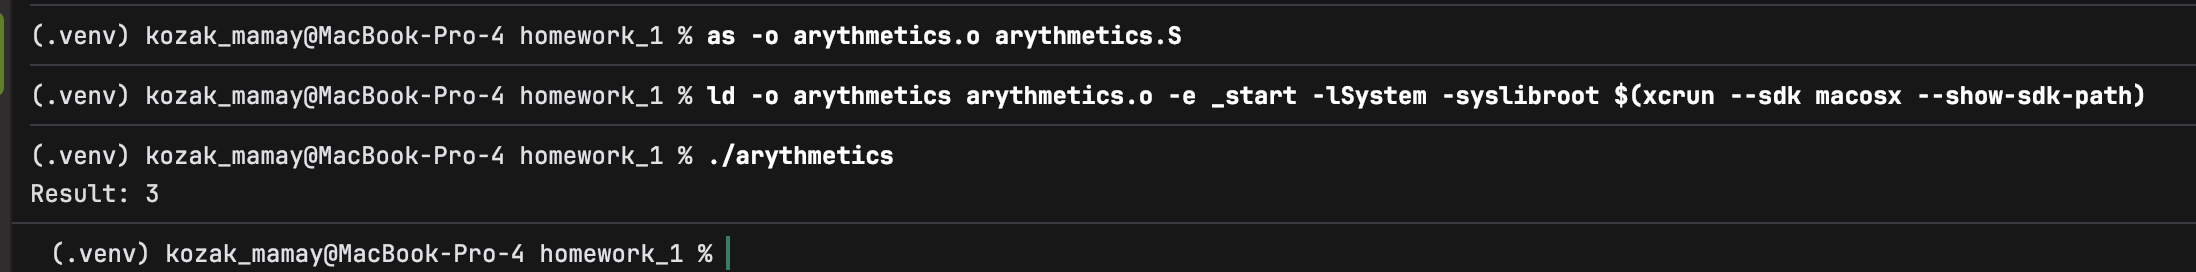 (.venv) kozak_mamay@MacBook-Pro-4 homework_1 % as -o arythmetics.o arythmetics.S
(.venv) kozak_mamay@MacBook-Pro-4 homework_1 % ld -o arythmetics arythmetics.o -e _start -lSystem -syslibroot $(xcrun --sdk macosx --show-sdk-path)
(.venv) kozak_mamay@MacBook-Pro-4 homework_1 % ./arythmetics
Result: 3
(.venv) kozak_mamay@MacBook-Pro-4 homework_1 %